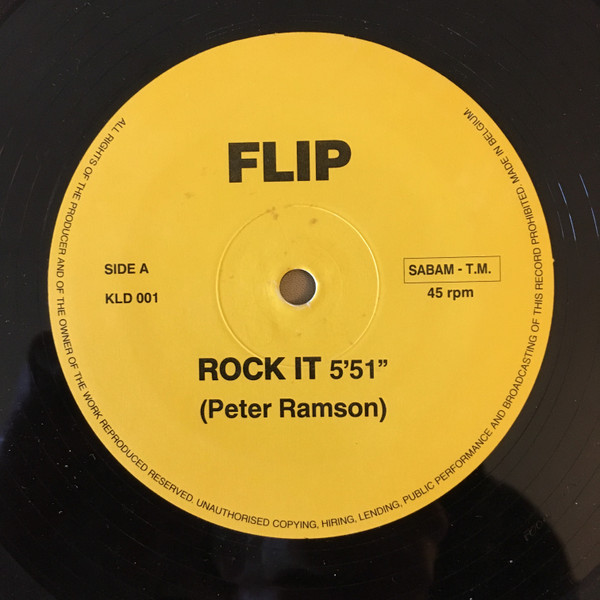 FLIP
SIDE A
KLD 001
SABAM - T.M.
45 rpm
ROCK IT 5'51"
(Peter Ramson)
ALL RIGHTS OF THE PRODUCER AND OF THE OWNER OF THE WORK REPRODUCED RESERVED. UNAUTHORISED COPYING, HIRING, LENDING, PUBLIC PERFORMANCE AND BROADCASTING OF THIS RECORD PROHIBITED. MADE IN BELGIUM.